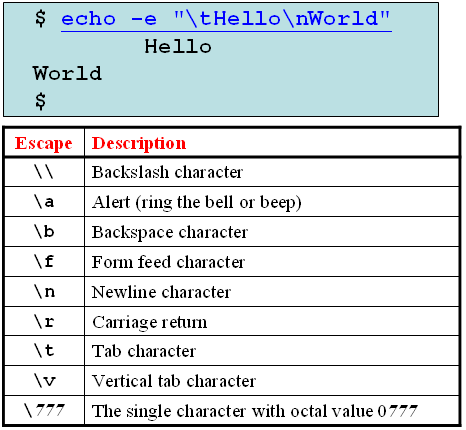 $ echo -e "\tHello\nWorld"
Hello
World
$
Escape Description
\\ Backslash character
\a Alert (ring the bell or beep)
\b Backspace character
\f Form feed character
\n Newline character
\r Carriage return
\t Tab character
\v Vertical tab character
\777 The single character with octal value 0777